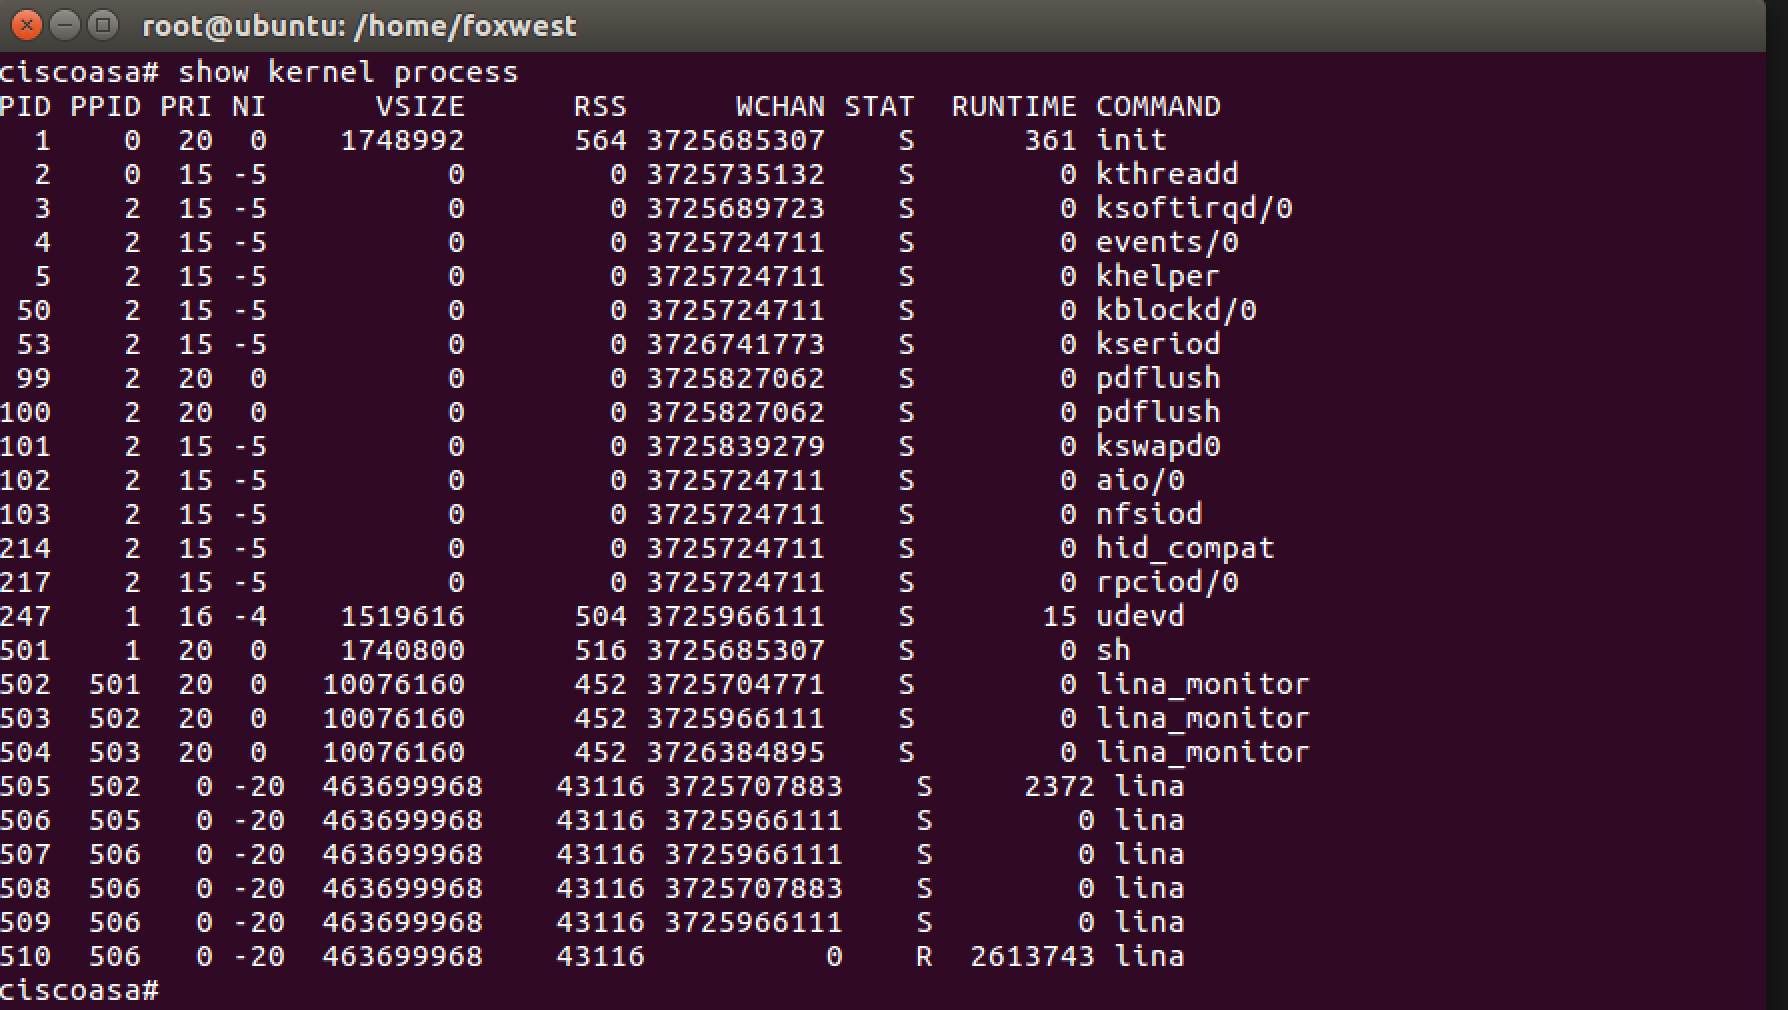 root@ubuntu: /home/foxwest
ciscoasa# show kernel process
PID PPID PRI NI      VSIZE      RSS      WCHAN STAT  RUNTIME COMMAND
  1    0  20  0    1748992      564 3725685307    S      361 init
  2    0  15 -5          0        0 3725735132    S        0 kthreadd
  3    2  15 -5          0        0 3725689723    S        0 ksoftirqd/0
  4    2  15 -5          0        0 3725724711    S        0 events/0
  5    2  15 -5          0        0 3725724711    S        0 khelper
 50    2  15 -5          0        0 3725724711    S        0 kblockd/0
 53    2  15 -5          0        0 3726741773    S        0 kseriod
 99    2  20  0          0        0 3725827062    S        0 pdflush
100    2  20  0          0        0 3725827062    S        0 pdflush
101    2  15 -5          0        0 3725839279    S        0 kswapd0
102    2  15 -5          0        0 3725724711    S        0 aio/0
103    2  15 -5          0        0 3725724711    S        0 nfsiod
214    2  15 -5          0        0 3725724711    S        0 hid_compat
217    2  15 -5          0        0 3725724711    S        0 rpciod/0
247    1  16 -4    1519616      504 3725966111    S       15 udevd
501    1  20  0    1740800      516 3725685307    S        0 sh
502  501  20  0   10076160      452 3725704771    S        0 lina_monitor
503  502  20  0   10076160      452 3725966111    S        0 lina_monitor
504  503  20  0   10076160      452 3726384895    S        0 lina_monitor
505  502   0 -20  463699968    43116 3725707883    S     2372 lina
506  505   0 -20  463699968    43116 3725966111    S        0 lina
507  506   0 -20  463699968    43116 3725966111    S        0 lina
508  506   0 -20  463699968    43116 3725707883    S        0 lina
509  506   0 -20  463699968    43116 3725966111    S        0 lina
510  506   0 -20  463699968    43116          0    R  2613743 lina
ciscoasa#